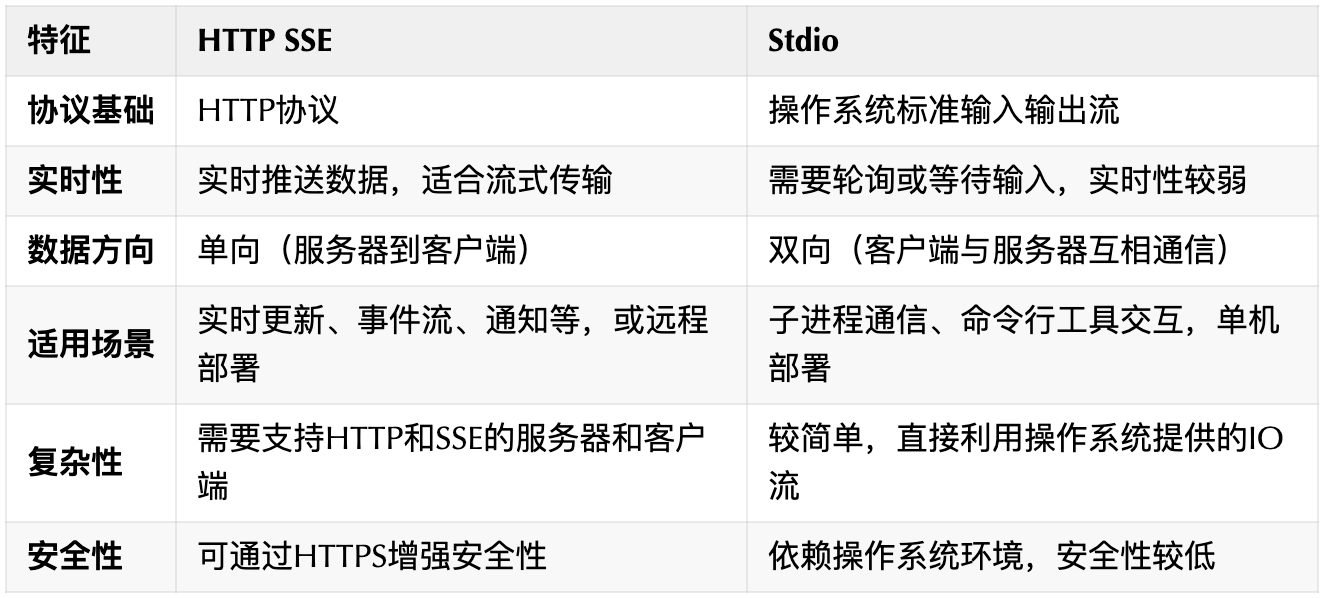 特征 HTTP SSE Stdio
协议基础 HTTP协议 操作系统标准输入输出流
实时性 实时推送数据，适合流式传输 需要轮询或等待输入，实时性较弱
数据方向 单向（服务器到客户端） 双向（客户端与服务器互相通信）
适用场景 实时更新、事件流、通知等，或远程部署 子进程通信、命令行工具交互，单机部署
复杂性 需要支持HTTP和SSE的服务器和客户端 较简单，直接利用操作系统提供的IO流
安全性 可通过HTTPS增强安全性 依赖操作系统环境，安全性较低